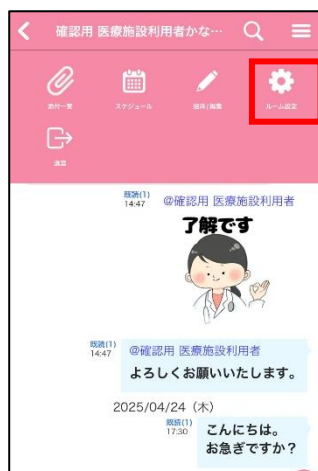 確認用 医療施設利用者かな…
添付一覧
スケジュール
ルーム設定
退室
既読(1)
14:47
@確認用 医療施設利用者
了解です
既読(1)
14:47
@確認用 医療施設利用者
よろしくお願いいたします。
2025/04/24（木）
既読(1)
17:30
こんにちは。
お急ぎですか？